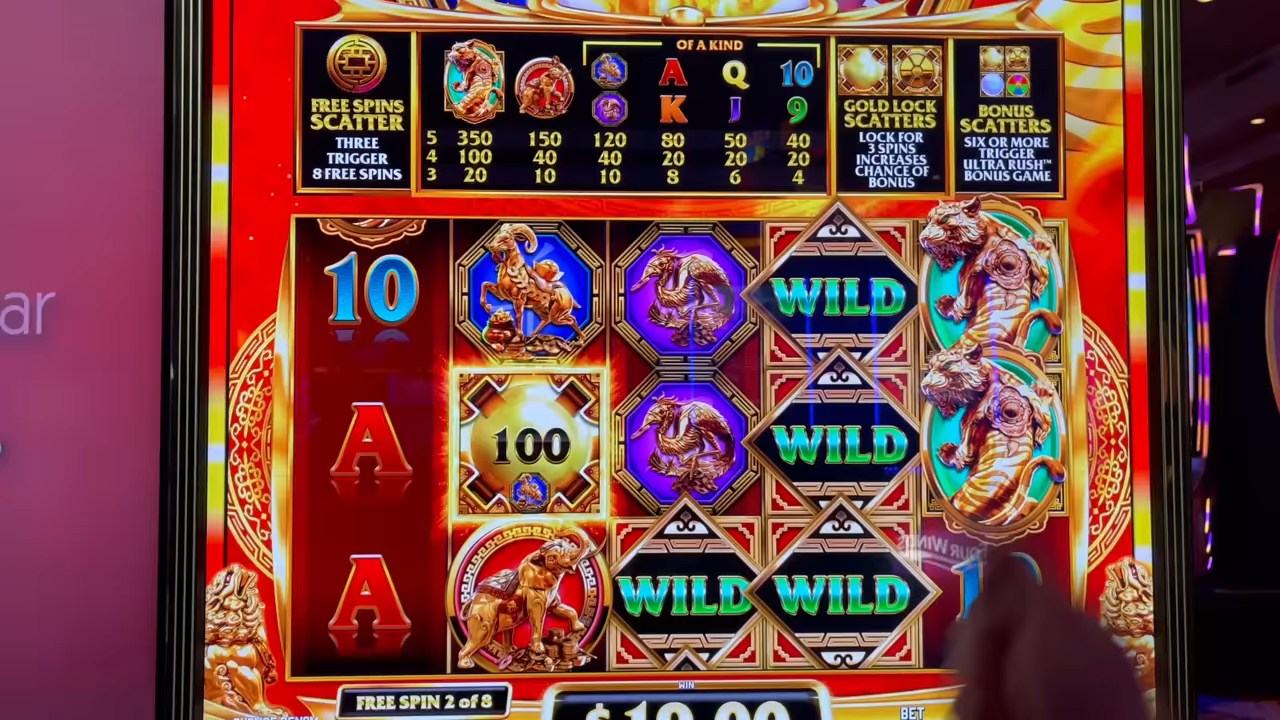 OF A KIND
A Q 10
K J 9
FREE SPINS
SCATTER
THREE
TRIGGER
8 FREE SPINS
5 350 150 120 80 50 40
4 100 40 40 20 20 20
3 20 10 10 8 6 4
GOLD LOCK
SCATTERS
LOCK FOR
3 SPINS
INCREASES
CHANCE OF
BONUS
BONUS
SCATTERS
SIX OR MORE
TRIGGER
ULTRA RUSH™
BONUS GAME
ar
10
WILD
A
100
WILD
A
WILD
WILD
FOUR WINDS
FREE SPIN 2 of 8
WIN
BET